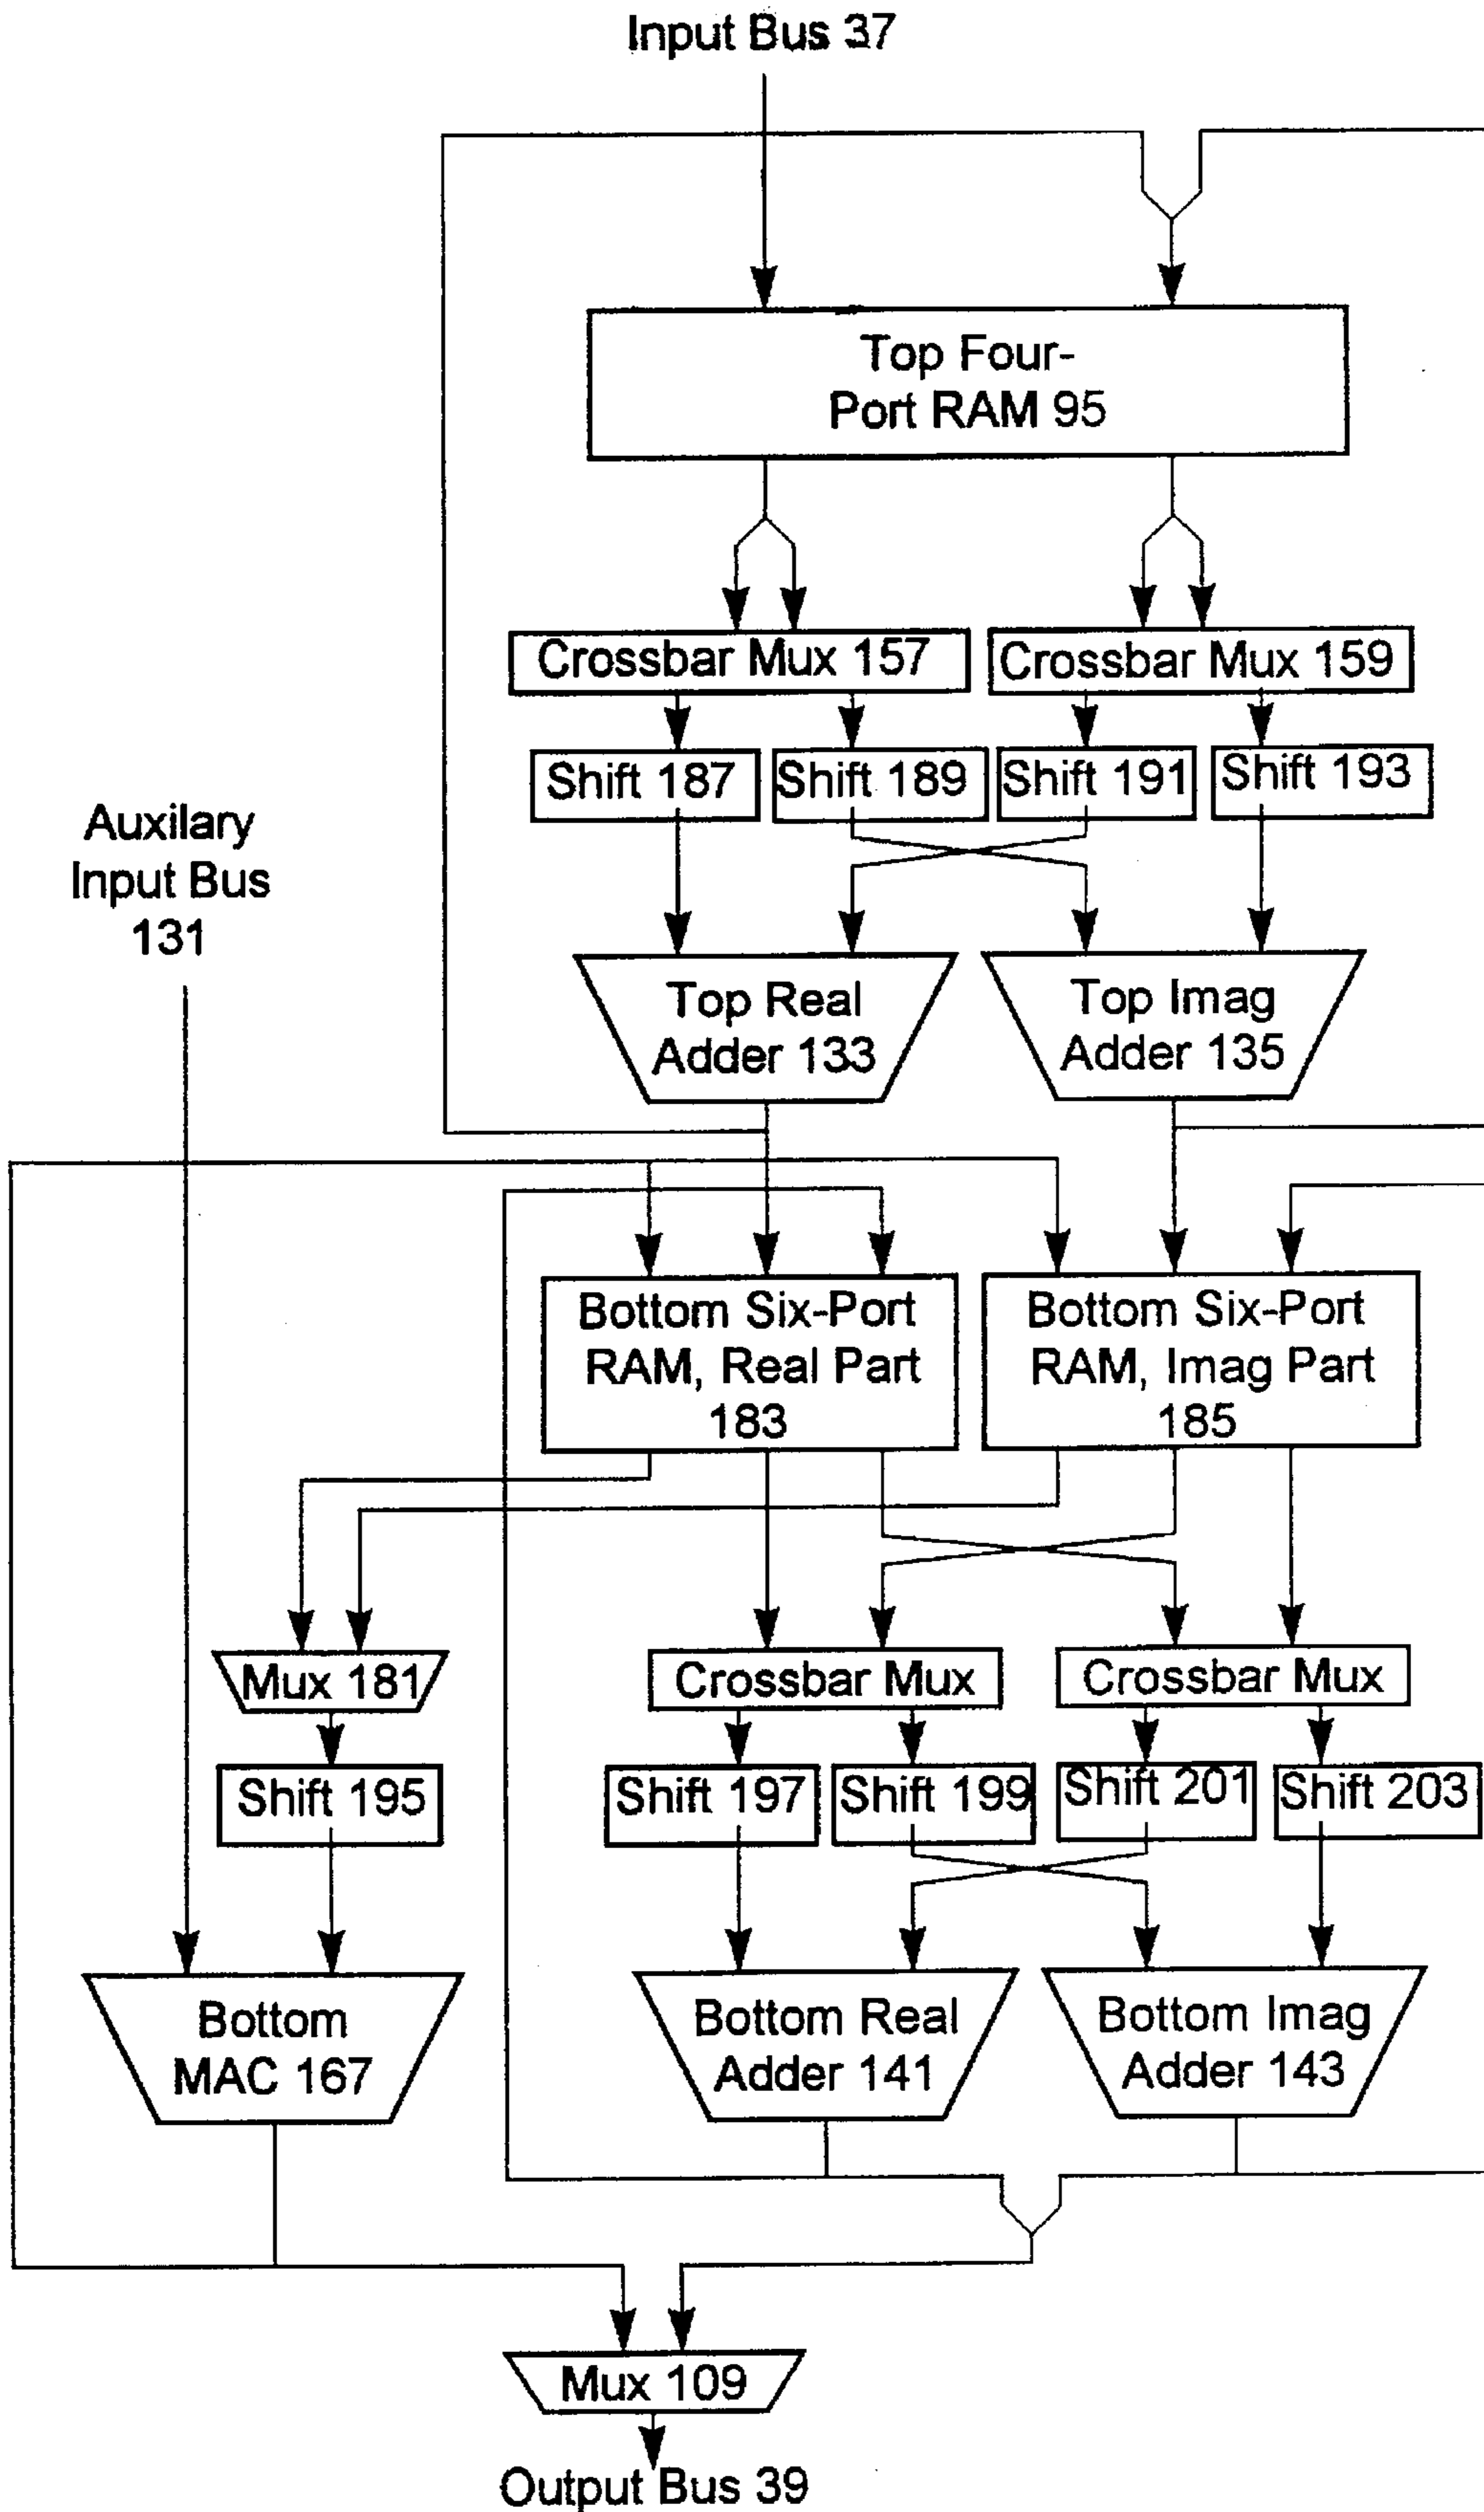 Input Bus 37
Top Four-
Port RAM 95
Crossbar Mux 157
Crossbar Mux 159
Shift 187
Shift 189
Shift 191
Shift 193
Auxilary
Input Bus
131
Top Real
Adder 133
Top Imag
Adder 135
Bottom Six-Port
RAM, Real Part
183
Bottom Six-Port
RAM, Imag Part
185
Mux 181
Crossbar Mux
Crossbar Mux
Shift 195
Shift 197
Shift 199
Shift 201
Shift 203
Bottom
MAC 167
Bottom Real
Adder 141
Bottom Imag
Adder 143
Mux 109
Output Bus 39